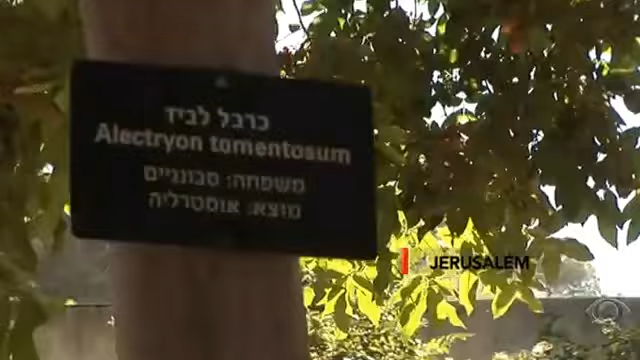 כרבל לביד
Alectryon tomentosum
משפחה: סבוניים
מוצא: אוסטרליה
JERUSALEM